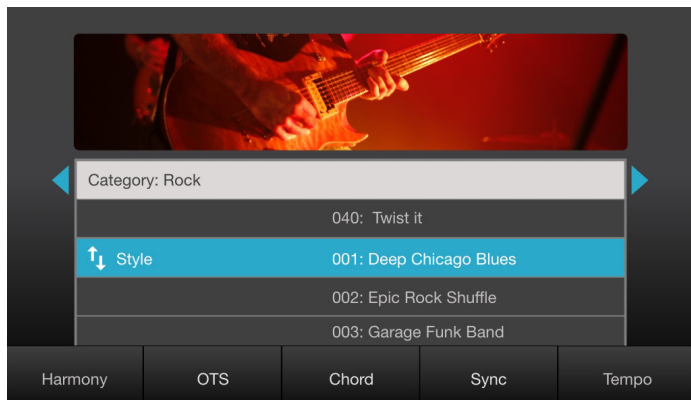 Category: Rock
040: Twist it
Style 001: Deep Chicago Blues
002: Epic Rock Shuffle
003: Garage Funk Band
Harmony OTS Chord Sync Tempo